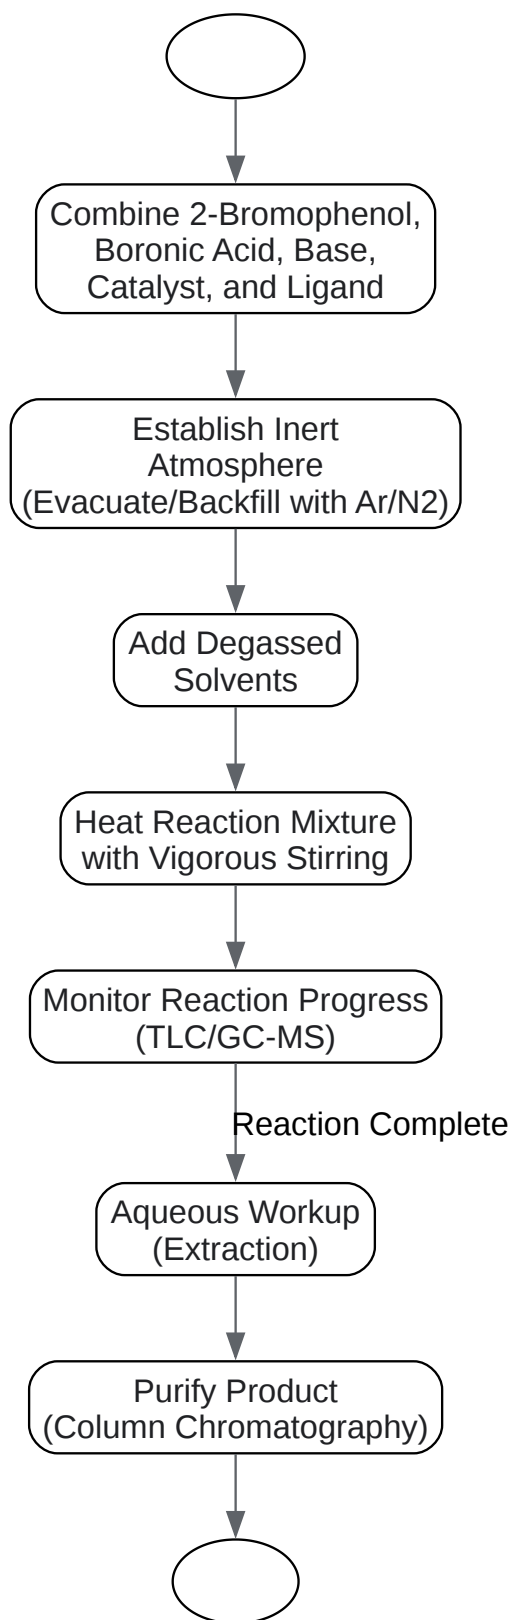 Combine 2-Bromophenol,
Boronic Acid, Base,
Catalyst, and Ligand
Establish Inert
Atmosphere
(Evacuate/Backfill with Ar/N2)
Add Degassed
Solvents
Heat Reaction Mixture
with Vigorous Stirring
Monitor Reaction Progress
(TLC/GC-MS)
Reaction Complete
Aqueous Workup
(Extraction)
Purify Product
(Column Chromatography)